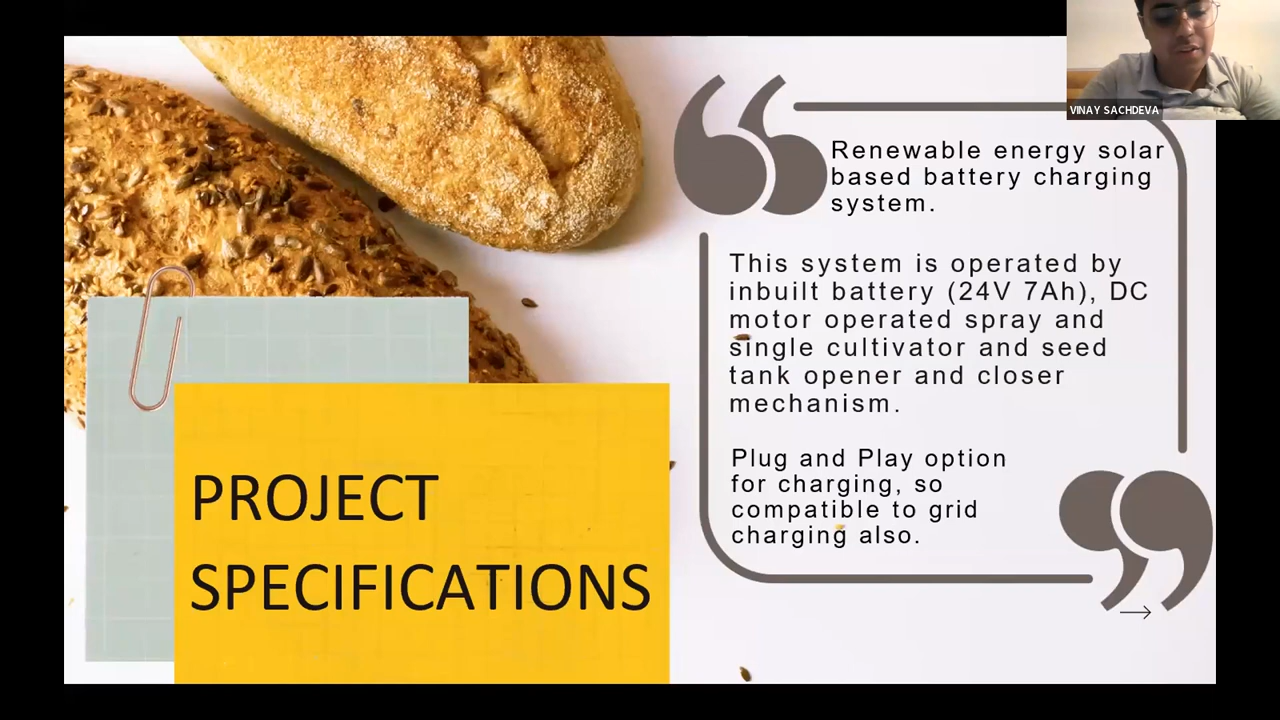 VINAY SACHDEVA
Renewable energy solar
based battery charging
system.
This system is operated by
inbuilt battery (24V 7Ah), DC
motor operated spray and
single cultivator and seed
tank opener and closer
mechanism.
Plug and Play option
for charging, so
compatible to grid
charging also.
PROJECT
SPECIFICATIONS